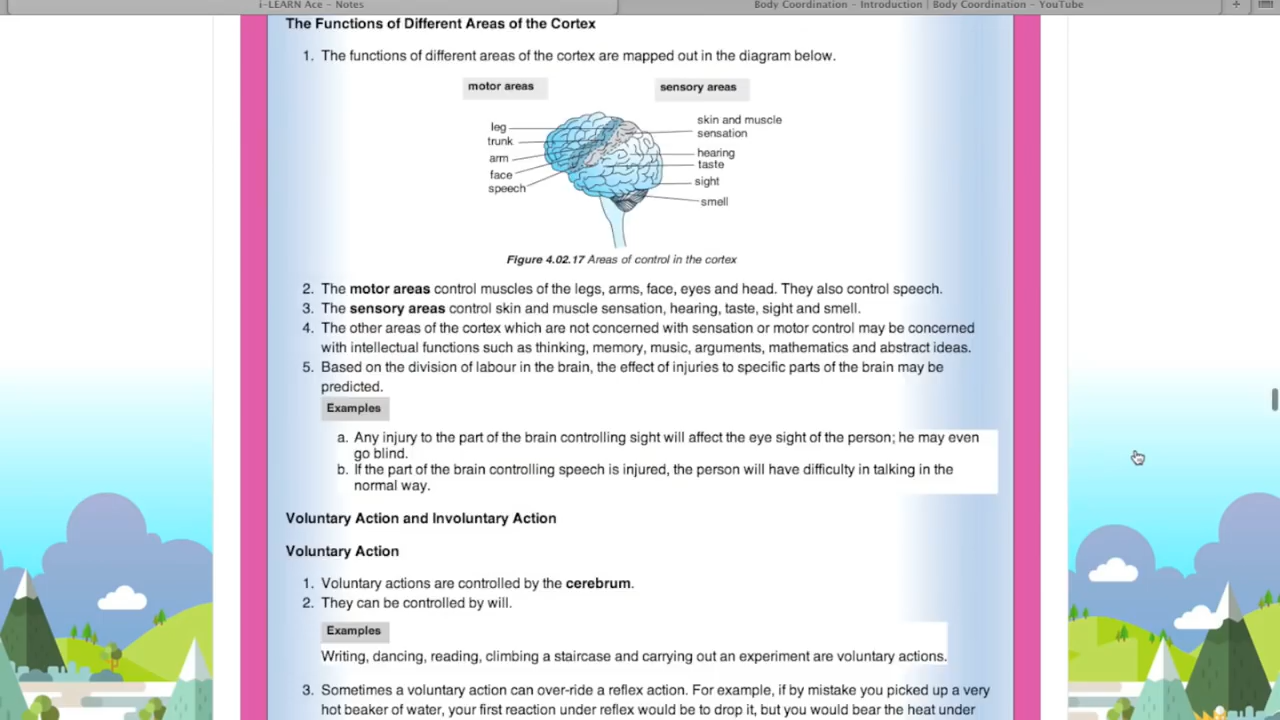 i-LEARN Ace - Notes
Body Coordination - Introduction | Body Coordination - YouTube
+
The Functions of Different Areas of the Cortex
1. The functions of different areas of the cortex are mapped out in the diagram below.
motor areas
sensory areas
leg
trunk
arm
face
speech
skin and muscle
sensation
hearing
taste
sight
smell
Figure 4.02.17 Areas of control in the cortex
2. The motor areas control muscles of the legs, arms, face, eyes and head. They also control speech.
3. The sensory areas control skin and muscle sensation, hearing, taste, sight and smell.
4. The other areas of the cortex which are not concerned with sensation or motor control may be concerned
with intellectual functions such as thinking, memory, music, arguments, mathematics and abstract ideas.
5. Based on the division of labour in the brain, the effect of injuries to specific parts of the brain may be
predicted.
Examples
a. Any injury to the part of the brain controlling sight will affect the eye sight of the person; he may even
go blind.
b. If the part of the brain controlling speech is injured, the person will have difficulty in talking in the
normal way.
Voluntary Action and Involuntary Action
Voluntary Action
1. Voluntary actions are controlled by the cerebrum.
2. They can be controlled by will.
Examples
Writing, dancing, reading, climbing a staircase and carrying out an experiment are voluntary actions.
3. Sometimes a voluntary action can over-ride a reflex action. For example, if by mistake you picked up a very
hot beaker of water, your first reaction under reflex would be to drop it, but you would bear the heat under